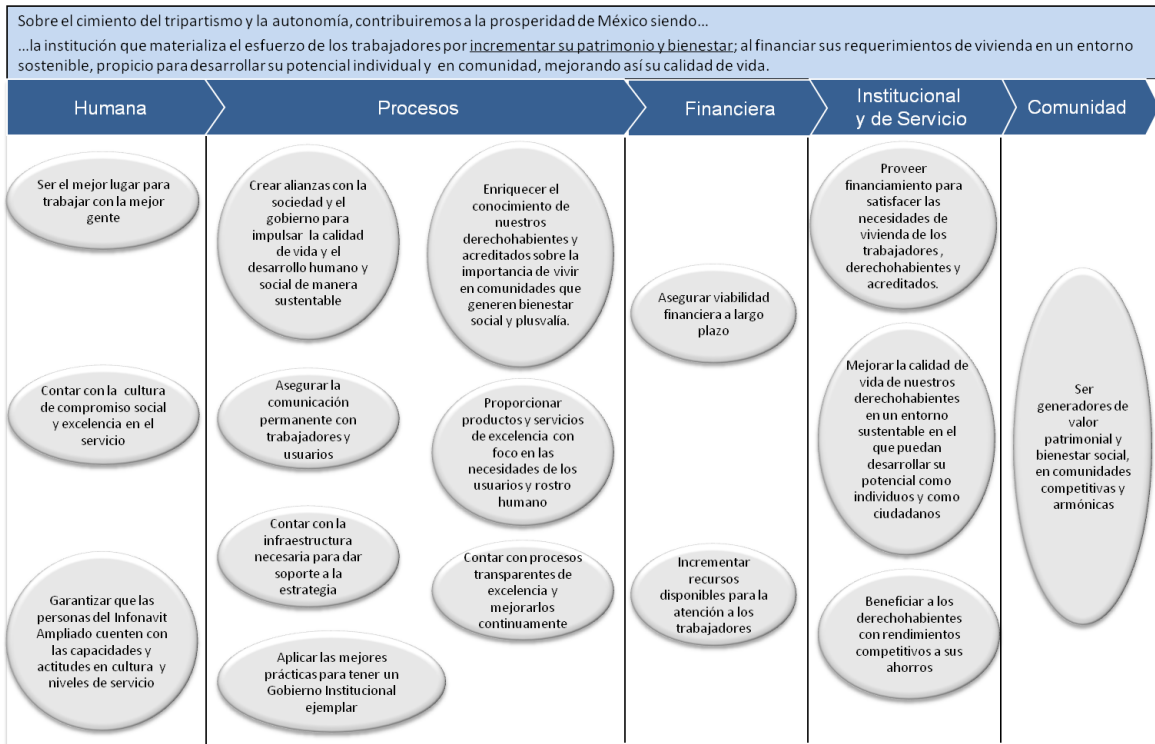 Sobre el cimiento del tripartismo y la autonomía, contribuiremos a la prosperidad de México siendo...
...la institución que materializa el esfuerzo de los trabajadores por incrementar su patrimonio y bienestar; al financiar sus requerimientos de vivienda en un entorno
sostenible, propicio para desarrollar su potencial individual y en comunidad, mejorando así su calidad de vida.
Humana
Procesos
Financiera
Institucional
y de Servicio
Comunidad
Ser el mejor lugar para
trabajar con la mejor
gente
Contar con la cultura
de compromiso social
y excelencia en el
servicio
Garantizar que las
personas del Infonavit
Ampliado cuenten con
las capacidades y
actitudes en cultura y
niveles de servicio
Crear alianzas con la
sociedad y el
gobierno para
impulsar la calidad
de vida y el
desarrollo humano y
social de manera
sustentable
Asegurar la
comunicación
permanente con
trabajadores y
usuarios
Contar con la
infraestructura
necesaria para dar
soporte a la
estrategia
Aplicar las mejores
prácticas para tener un
Gobierno Institucional
ejemplar
Enriquecer el
conocimiento de
nuestros
derechohabientes y
acreditados sobre la
importancia de vivir
en comunidades que
generen bienestar
social y plusvalía.
Proporcionar
productos y servicios
de excelencia con
foco en las
necesidades de los
usuarios y rostro
humano
Contar con procesos
transparentes de
excelencia y
mejorarlos
continuamente
Asegurar viabilidad
financiera a largo
plazo
Incrementar
recursos
disponibles para la
atención a los
trabajadores
Proveer
financiamiento para
satisfacer las
necesidades de
vivienda de los
trabajadores ,
derechohabientes y
acreditados.
Mejorar la calidad de
vida de nuestros
derechohabientes
en un entorno
sustentable en el
que puedan
desarrollar su
potencial como
individuos y como
ciudadanos
Beneficiar a los
derechohabientes
con rendimientos
competitivos a sus
ahorros
Ser
generadores de
valor
patrimonial y
bienestar social,
en comunidades
competitivas y
armónicas